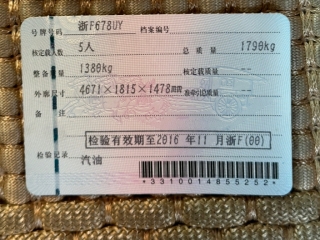 号牌号码 浙F678UY 档案编号
核定载人数 5人 总质量 1790kg
整备质量 1380kg 核定载质量 --
外廓尺寸 4671×1815×1478mm 准牵引总质量 --
备注
检验有效期至2016年11月浙F(00)
检验记录 汽油
*3310014855252*